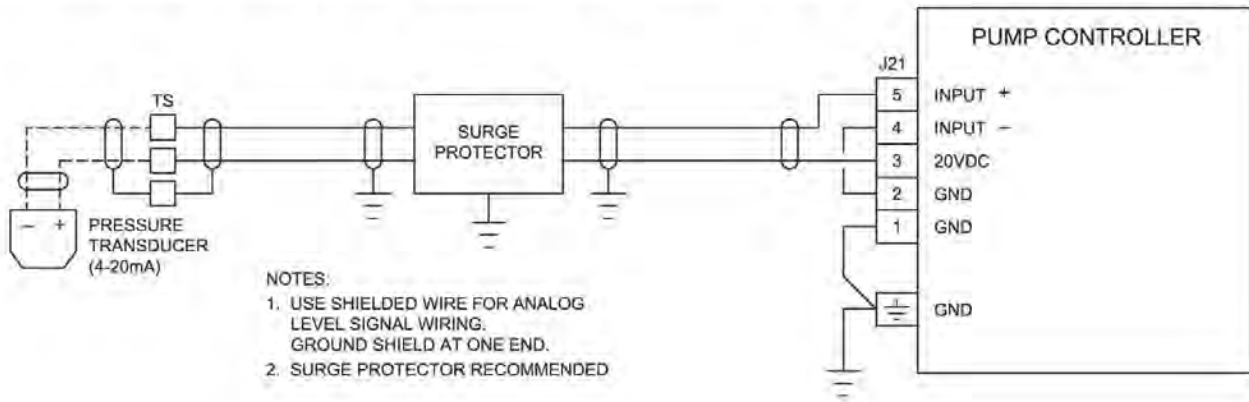 PUMP CONTROLLER
J21
5 INPUT +
4 INPUT -
3 20VDC
2 GND
1 GND
GND
TS
SURGE
PROTECTOR
- +
PRESSURE
TRANSDUCER
(4-20mA)
NOTES:
1. USE SHIELDED WIRE FOR ANALOG
LEVEL SIGNAL WIRING.
GROUND SHIELD AT ONE END.
2. SURGE PROTECTOR RECOMMENDED